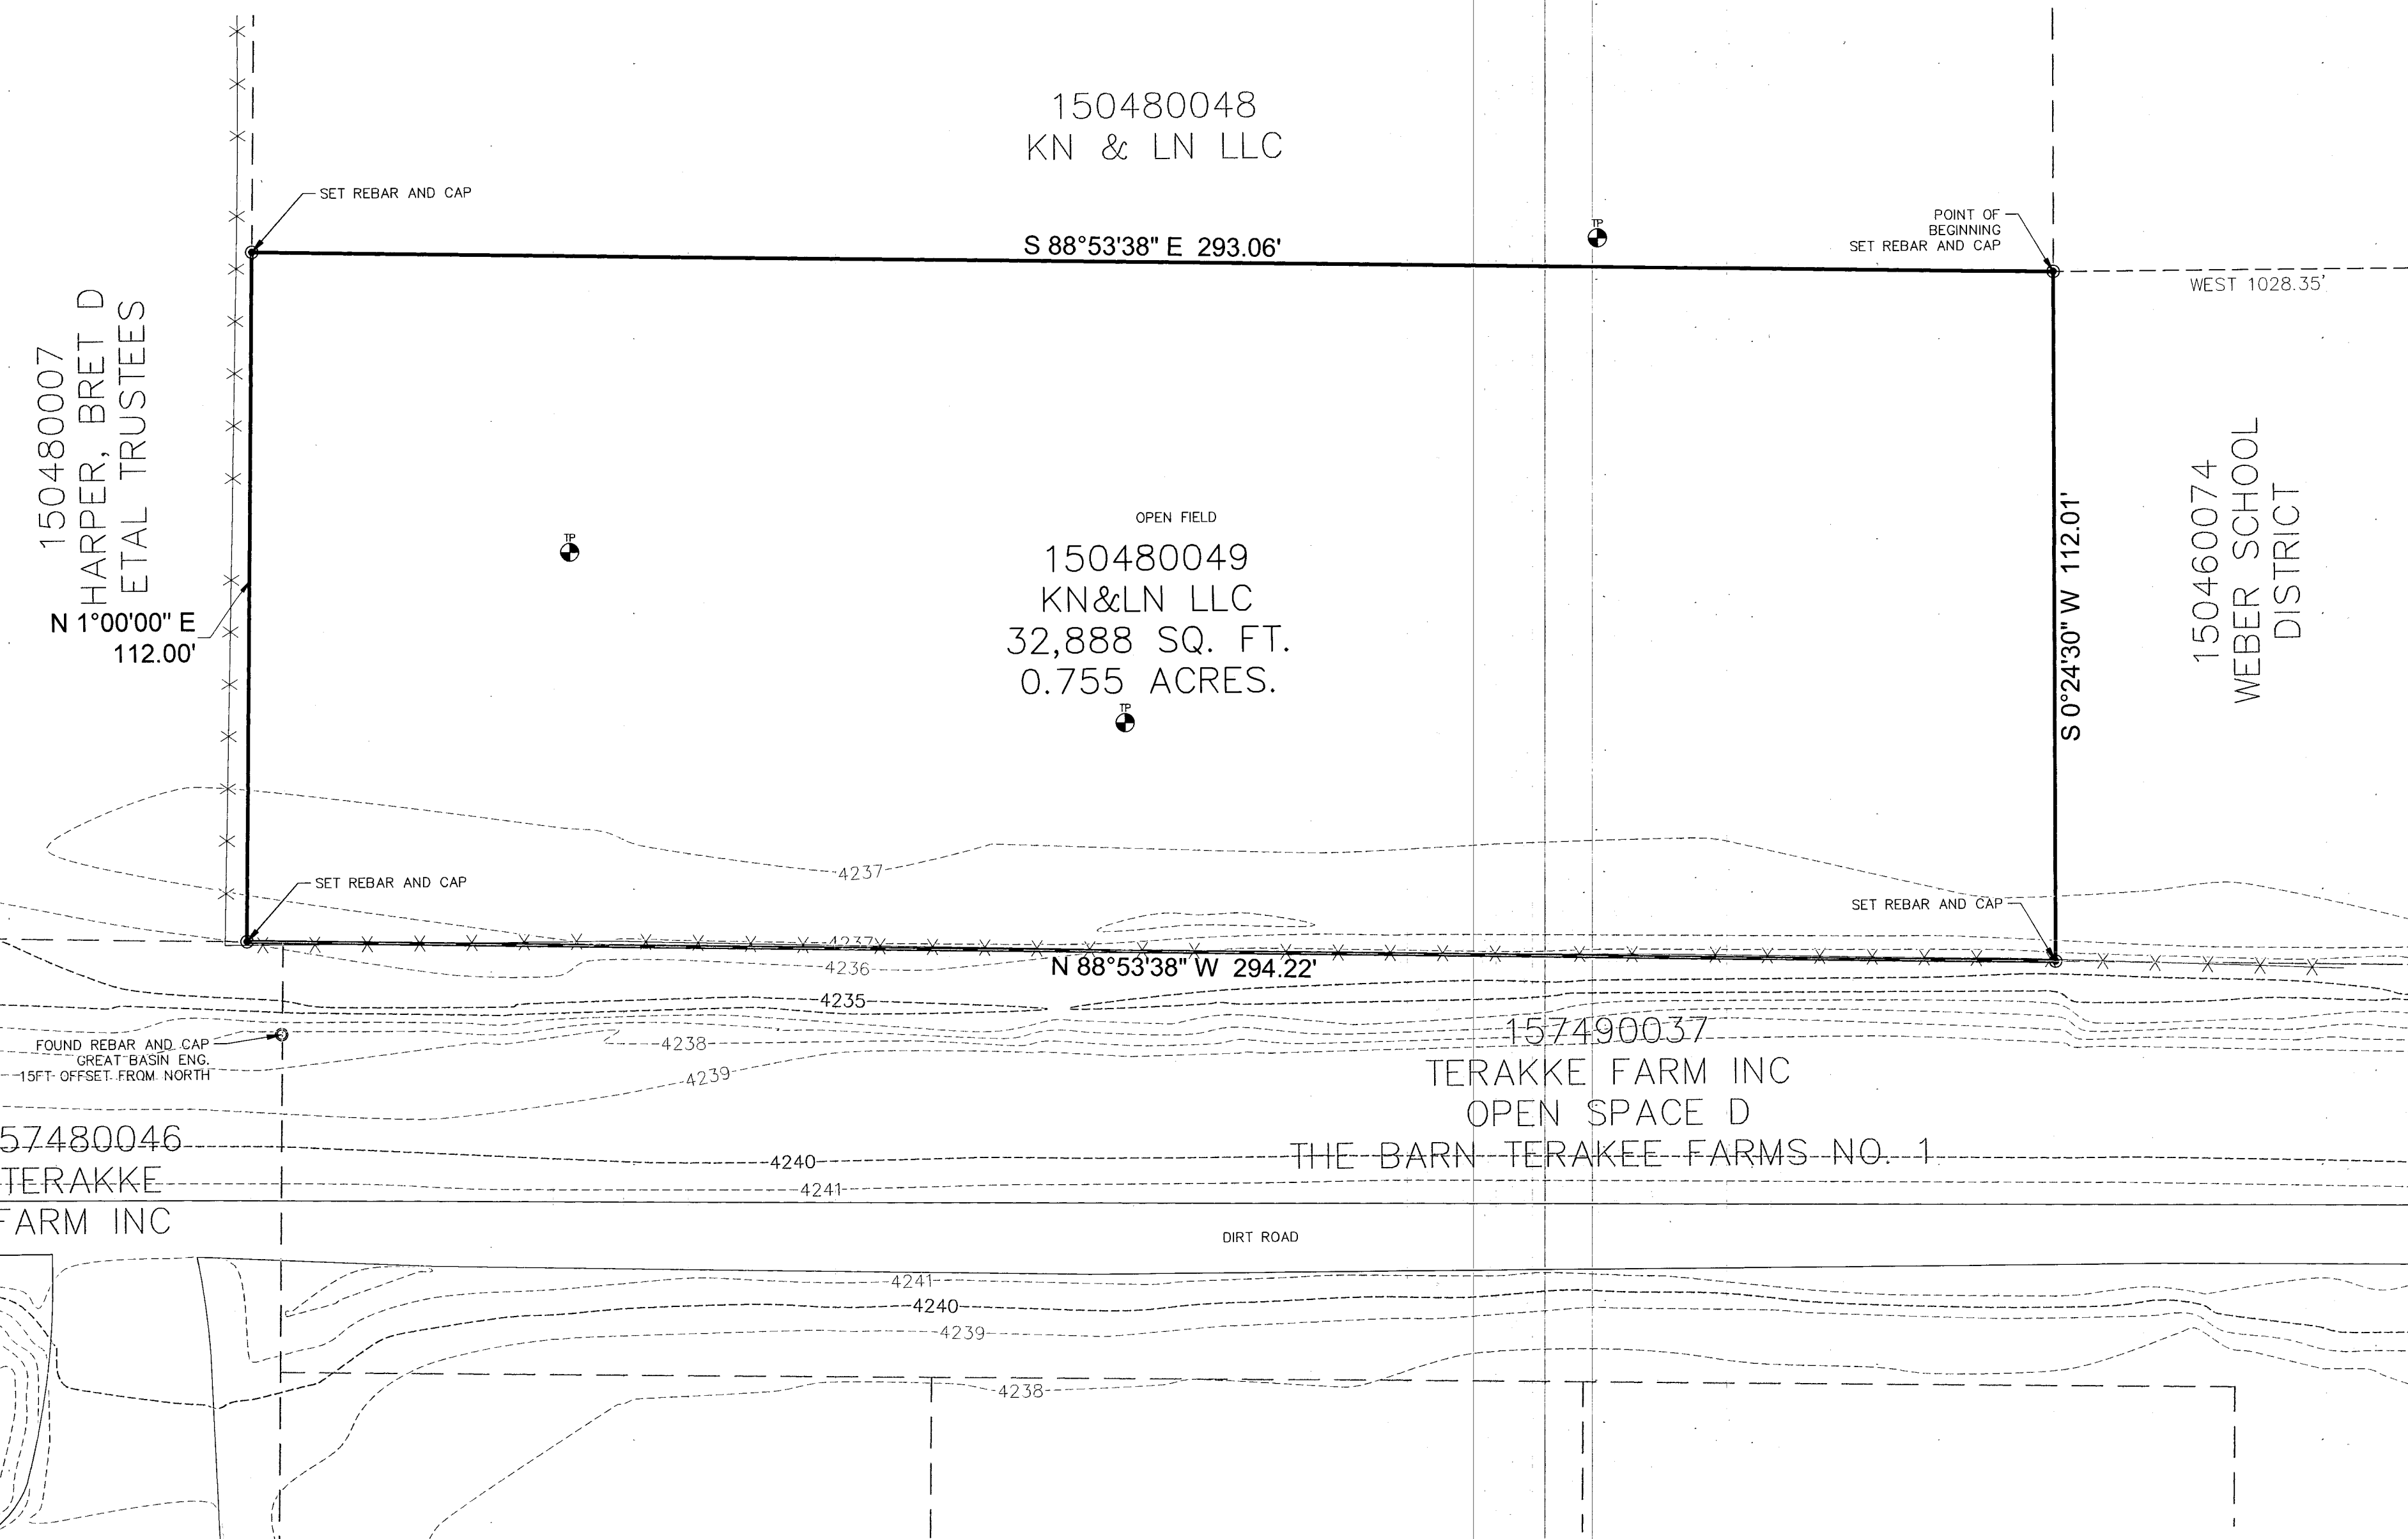 150480048
KN & LN LLC
SET REBAR AND CAP
TP
POINT OF
BEGINNING
SET REBAR AND CAP
S 88°53'38" E 293.06'
WEST 1028.35'
150480007
HARPER, BRET D
ETAL TRUSTEES
N 1°00'00" E
112.00'
TP
OPEN FIELD
150480049
KN&LN LLC
32,888 SQ. FT.
0.755 ACRES.
TP
S 0°24'30" W 112.01'
150460074
WEBER SCHOOL
DISTRICT
4237
SET REBAR AND CAP
SET REBAR AND CAP
4237
4236
N 88°53'38" W 294.22'
4235
FOUND REBAR AND CAP
GREAT BASIN ENG.
15FT OFFSET FROM NORTH
4238
4239
157490037
TERAKKE FARM INC
OPEN SPACE D
THE BARN TERAKEE FARMS NO. 1
57480046
TERAKKE
FARM INC
4240
4241
DIRT ROAD
4241
4240
4239
4238